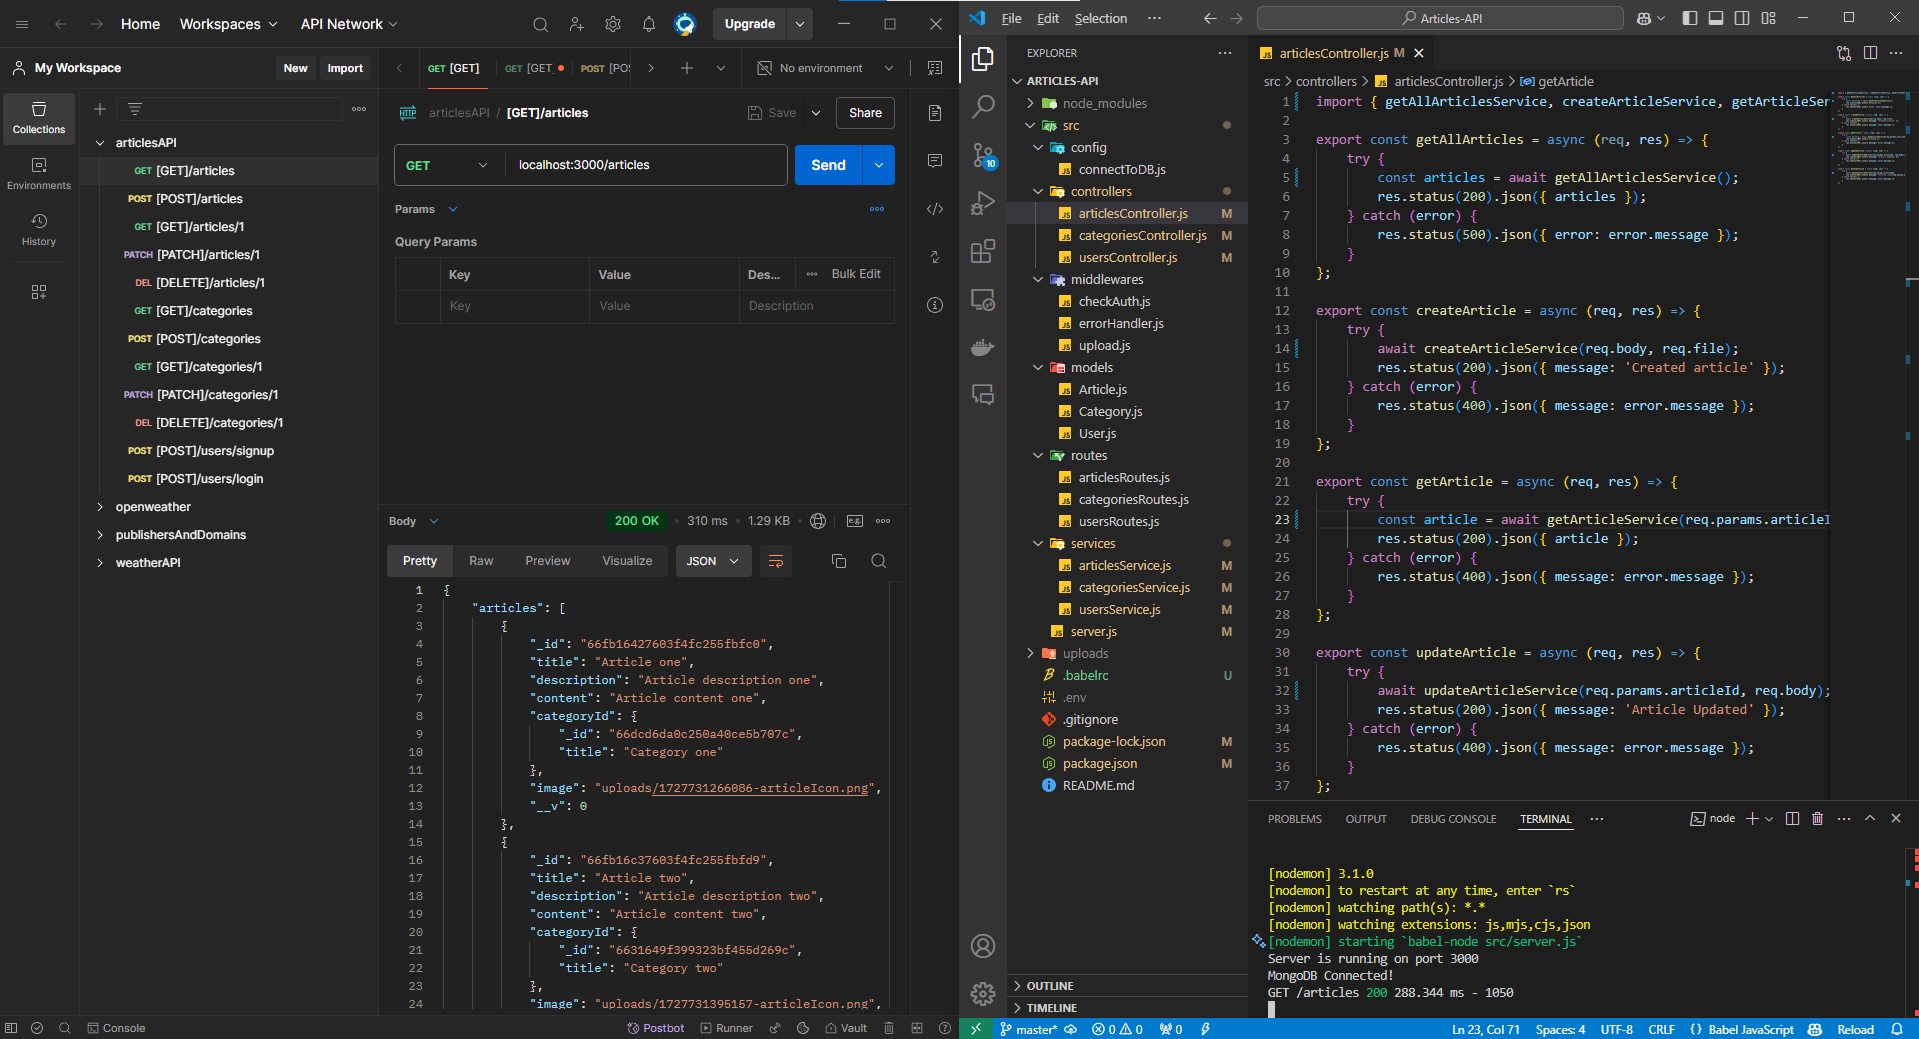 Home
Workspaces
API Network
Upgrade
My Workspace
New
Import
GET [GET]
GET [GET
POST [PO
No environment
Collections
Environments
History
articlesAPI
GET [GET]/articles
POST [POST]/articles
GET [GET]/articles/1
PATCH [PATCH]/articles/1
DEL [DELETE]/articles/1
GET [GET]/categories
POST [POST]/categories
GET [GET]/categories/1
PATCH [PATCH]/categories/1
DEL [DELETE]/categories/1
POST [POST]/users/signup
POST [POST]/users/login
openweather
publishersAndDomains
weatherAPI
HTTP articlesAPI / [GET]/articles
Save
Share
GET
localhost:3000/articles
Send
Params
Query Params
Key Value Des... Bulk Edit
Key Value Description
Body
200 OK
310 ms
1.29 KB
e.g.
Pretty Raw Preview Visualize JSON
1 {
2 "articles": [
3 {
4 "_id": "66fb16427603f4fc255fbfc0",
5 "title": "Article one",
6 "description": "Article description one",
7 "content": "Article content one",
8 "categoryId": {
9 "_id": "66dcd6da0c250a40ce5b707c",
10 "title": "Category one"
11 },
12 "image": "uploads/1727731266086-articleIcon.png",
13 "__v": 0
14 },
15 {
16 "_id": "66fb16c37603f4fc255fbfd9",
17 "title": "Article two",
18 "description": "Article description two",
19 "content": "Article content two",
20 "categoryId": {
21 "_id": "6631649f399323bf455d269c",
22 "title": "Category two"
23 },
24 "image": "uploads/1727731395157-articleIcon.png",
Console
Postbot
Runner
Vault
File Edit Selection
Articles-API
EXPLORER
ARTICLES-API
node_modules
src
config
JS connectToDB.js
controllers
JS articlesController.js M
JS categoriesController.js M
JS usersController.js M
middlewares
JS checkAuth.js
JS errorHandler.js
JS upload.js
models
JS Article.js
JS Category.js
JS User.js
routes
JS articlesRoutes.js
JS categoriesRoutes.js
JS usersRoutes.js
services
JS articlesService.js M
JS categoriesService.js M
JS usersService.js M
JS server.js M
uploads
.babelrc U
.env
.gitignore
package-lock.json M
package.json M
README.md
OUTLINE
TIMELINE
10
JS articlesController.js M
src > controllers > JS articlesController.js > getArticle
1 import { getAllArticlesService, createArticleService, getArticleSer
2
3 export const getAllArticles = async (req, res) => {
4 try {
5 const articles = await getAllArticlesService();
6 res.status(200).json({ articles });
7 } catch (error) {
8 res.status(500).json({ error: error.message });
9 }
10 };
11
12 export const createArticle = async (req, res) => {
13 try {
14 await createArticleService(req.body, req.file);
15 res.status(200).json({ message: 'Created article' });
16 } catch (error) {
17 res.status(400).json({ message: error.message });
18 }
19 };
20
21 export const getArticle = async (req, res) => {
22 try {
23 const article = await getArticleService(req.params.articleI
24 res.status(200).json({ article });
25 } catch (error) {
26 res.status(400).json({ message: error.message });
27 }
28 };
29
30 export const updateArticle = async (req, res) => {
31 try {
32 await updateArticleService(req.params.articleId, req.body);
33 res.status(200).json({ message: 'Article Updated' });
34 } catch (error) {
35 res.status(400).json({ message: error.message });
36 }
37 };
PROBLEMS OUTPUT DEBUG CONSOLE TERMINAL
node
[nodemon] 3.1.0
[nodemon] to restart at any time, enter `rs`
[nodemon] watching path(s): *.*
[nodemon] watching extensions: js,mjs,cjs,json
[nodemon] starting `babel-node src/server.js`
Server is running on port 3000
MongoDB Connected!
GET /articles 200 288.344 ms - 1050
master*
0 0
0
Ln 23, Col 71
Spaces: 4
UTF-8
CRLF
{} Babel JavaScript
Reload